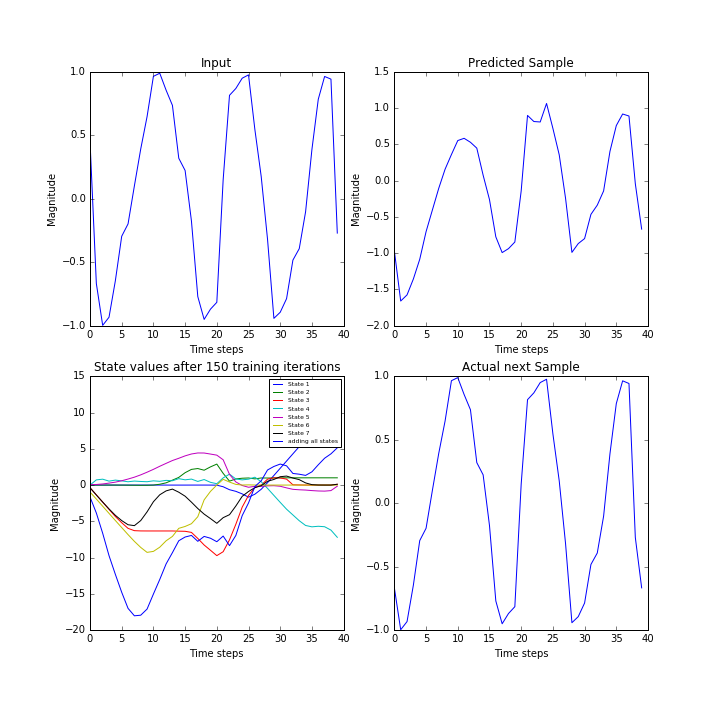 Input
Magnitude
1.0
0.5
0.0
−0.5
−1.0
0 5 10 15 20 25 30 35 40
Time steps
Predicted Sample
Magnitude
1.5
1.0
0.5
0.0
−0.5
−1.0
−1.5
−2.0
0 5 10 15 20 25 30 35 40
Time steps
State values after 150 training iterations
Magnitude
15
10
5
0
−5
−10
−15
−20
0 5 10 15 20 25 30 35 40
Time steps
State 1
State 2
State 3
State 4
State 5
State 6
State 7
adding all states
Actual next Sample
Magnitude
1.0
0.5
0.0
−0.5
−1.0
0 5 10 15 20 25 30 35 40
Time steps